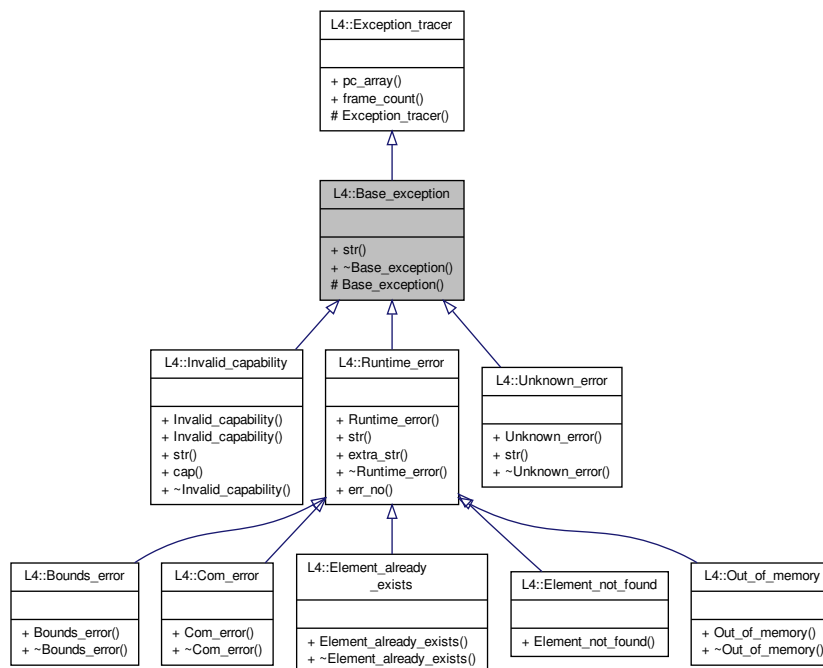 L4::Exception_tracer
+ pc_array()
+ frame_count()
# Exception_tracer()
L4::Base_exception
+ str()
+ ~Base_exception()
# Base_exception()
L4::Invalid_capability
+ Invalid_capability()
+ Invalid_capability()
+ str()
+ cap()
+ ~Invalid_capability()
L4::Runtime_error
+ Runtime_error()
+ str()
+ extra_str()
+ ~Runtime_error()
+ err_no()
L4::Unknown_error
+ Unknown_error()
+ str()
+ ~Unknown_error()
L4::Bounds_error
+ Bounds_error()
+ ~Bounds_error()
L4::Com_error
+ Com_error()
+ ~Com_error()
L4::Element_already
_exists
+ Element_already_exists()
+ ~Element_already_exists()
L4::Element_not_found
+ Element_not_found()
L4::Out_of_memory
+ Out_of_memory()
+ ~Out_of_memory()